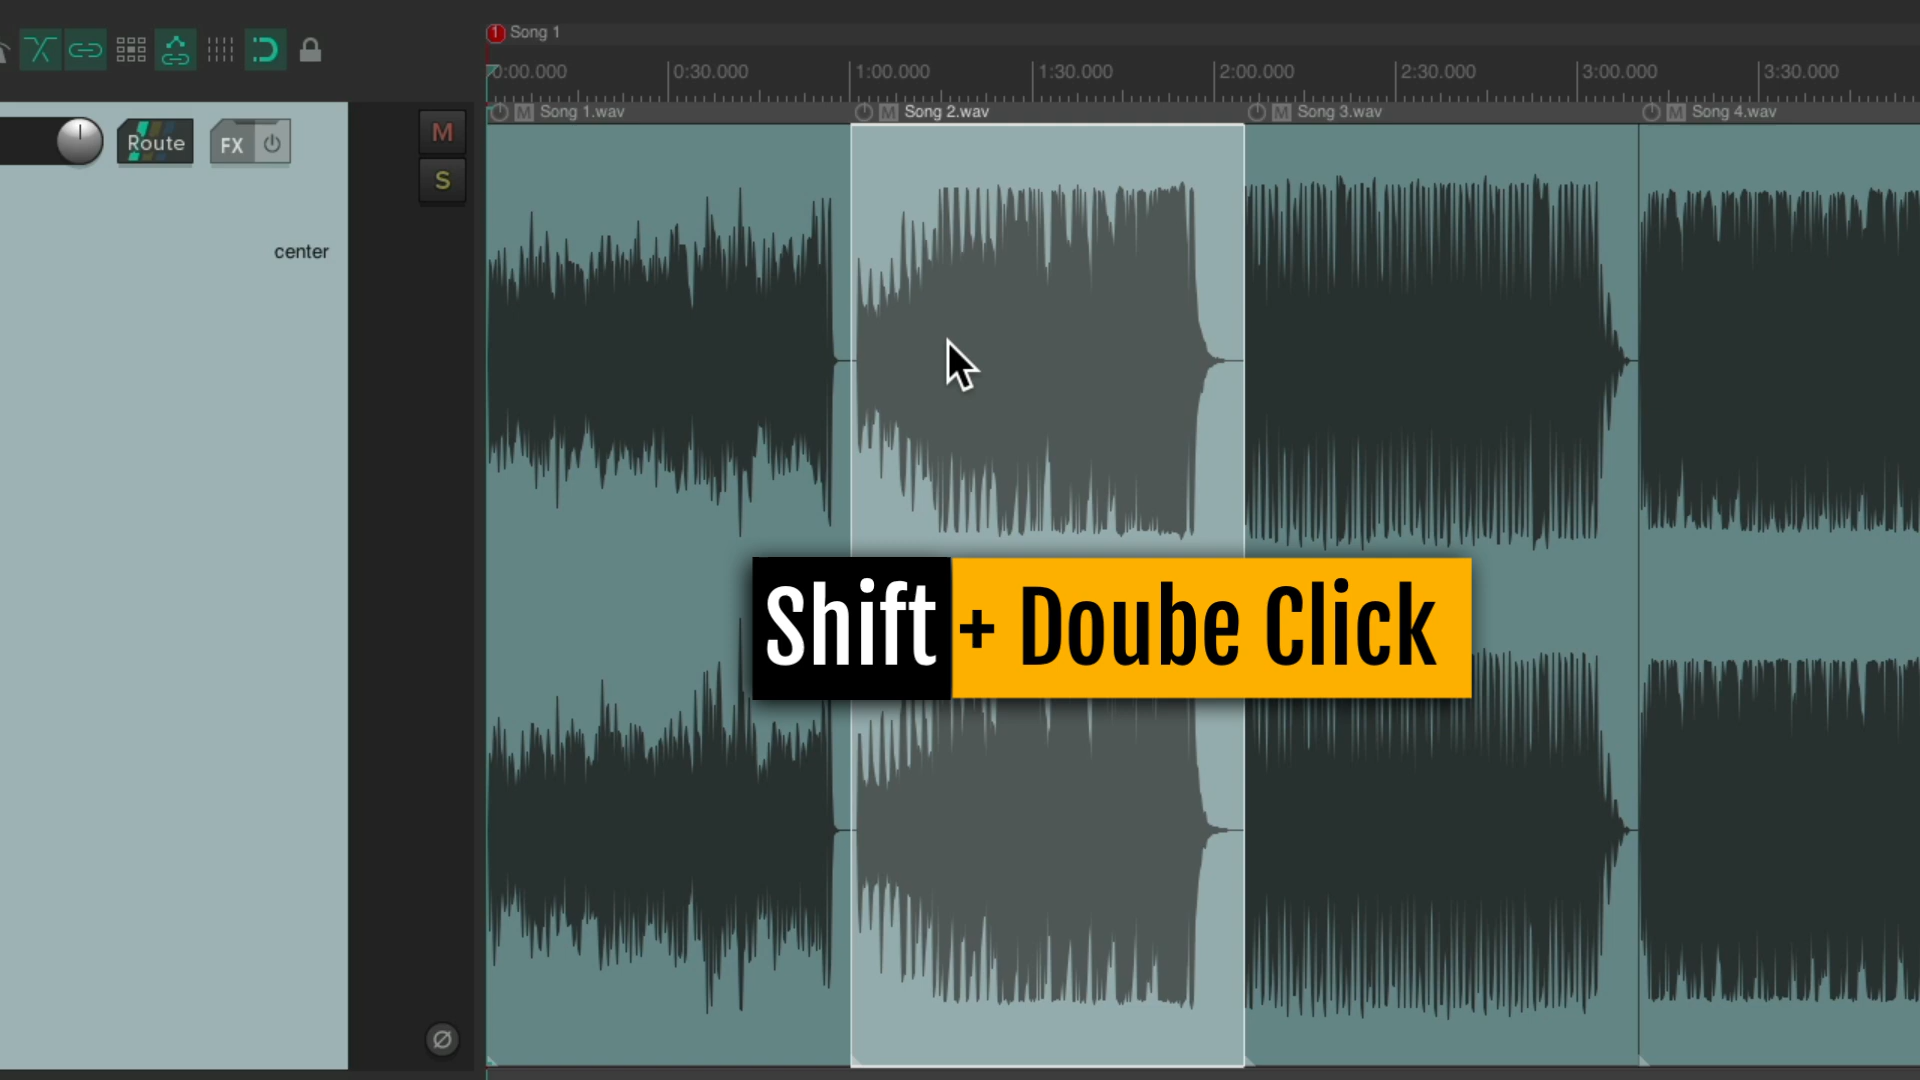 1 Song 1
0:00.000 0:30.000 1:00.000 1:30.000 2:00.000 2:30.000 3:00.000 3:30.000
M Song 1.wav M Song 2.wav M Song 3.wav M Song 4.wav
Route FX M
S
center
Shift + Doube Click